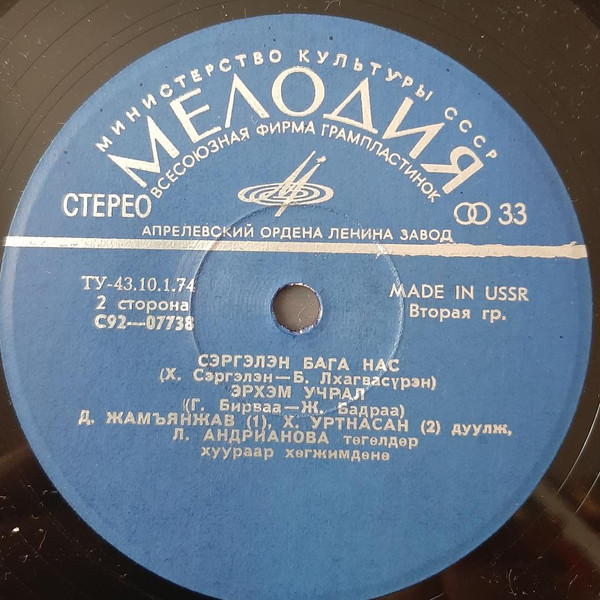 МИНИСТЕРСТВО КУЛЬТУРЫ СССР
МЕЛОДИЯ
ВСЕСОЮЗНАЯ ФИРМА ГРАМПЛАСТИНОК
СТЕРЕО
33
АПРЕЛЕВСКИЙ ОРДЕНА ЛЕНИНА ЗАВОД
ТУ-43.10.1.74
MADE IN USSR
2 сторона
Вторая гр.
С92—07738
СЭРГЭЛЭН БАГА НАС
(Х. Сэргэлэн—Б. Лхагвасүрэн)
ЭРХЭМ УЧРАЛ
(Г. Бирваа—Ж. Бадраа)
Д. ЖАМЪЯНЖАВ (1), Х. УРТНАСАН (2) дуулж,
Л. АНДРИАНОВА төгөлдөр
хуураар хөгжимдөнө